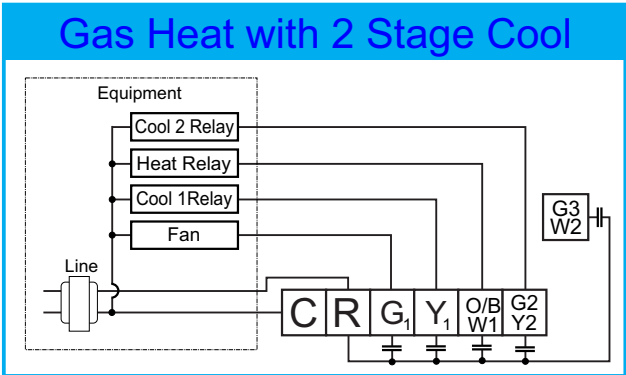 Gas Heat with 2 Stage Cool
Equipment
Cool 2 Relay
Heat Relay
Cool 1Relay
Fan
Line
G3
W2
C
R
G1
Y1
O/B
W1
G2
Y2